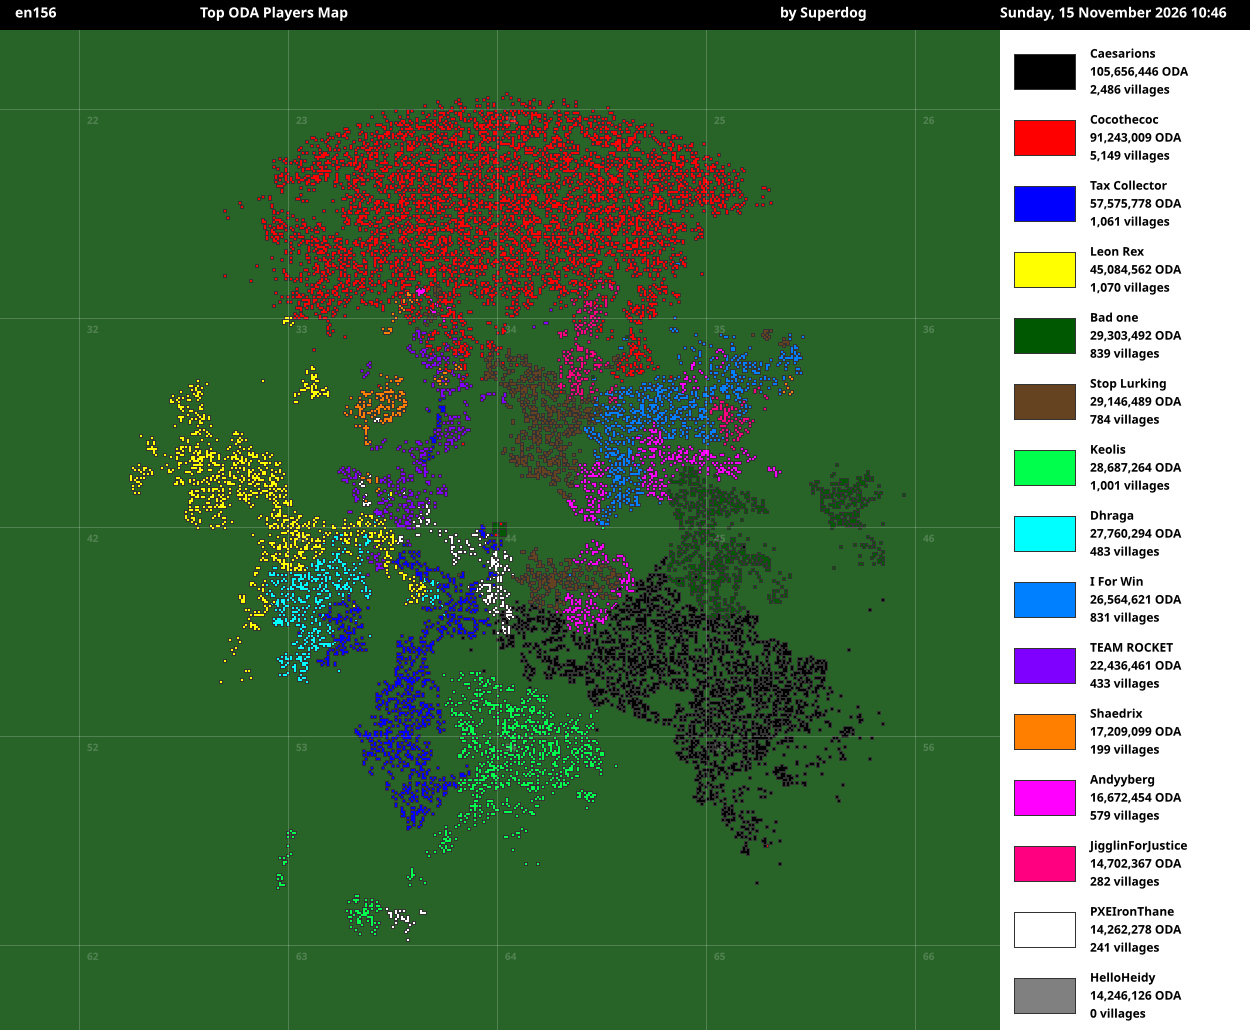 en156 Top ODA Players Map by Superdog Sunday, 15 November 2026 10:46
Caesarions
105,656,446 ODA
2,486 villages
Cocothecoc
91,243,009 ODA
5,149 villages
Tax Collector
57,575,778 ODA
1,061 villages
Leon Rex
45,084,562 ODA
1,070 villages
Bad one
29,303,492 ODA
839 villages
Stop Lurking
29,146,489 ODA
784 villages
Keolis
28,687,264 ODA
1,001 villages
Dhraga
27,760,294 ODA
483 villages
I For Win
26,564,621 ODA
831 villages
TEAM ROCKET
22,436,461 ODA
433 villages
Shaedrix
17,209,099 ODA
199 villages
Andyyberg
16,672,454 ODA
579 villages
JigglinForJustice
14,702,367 ODA
282 villages
PXEIronThane
14,262,278 ODA
241 villages
HelloHeidy
14,246,126 ODA
0 villages
22 23 24 25 26
32 33 34 35 36
42 44 45 46
52 53 56
62 63 64 65 66